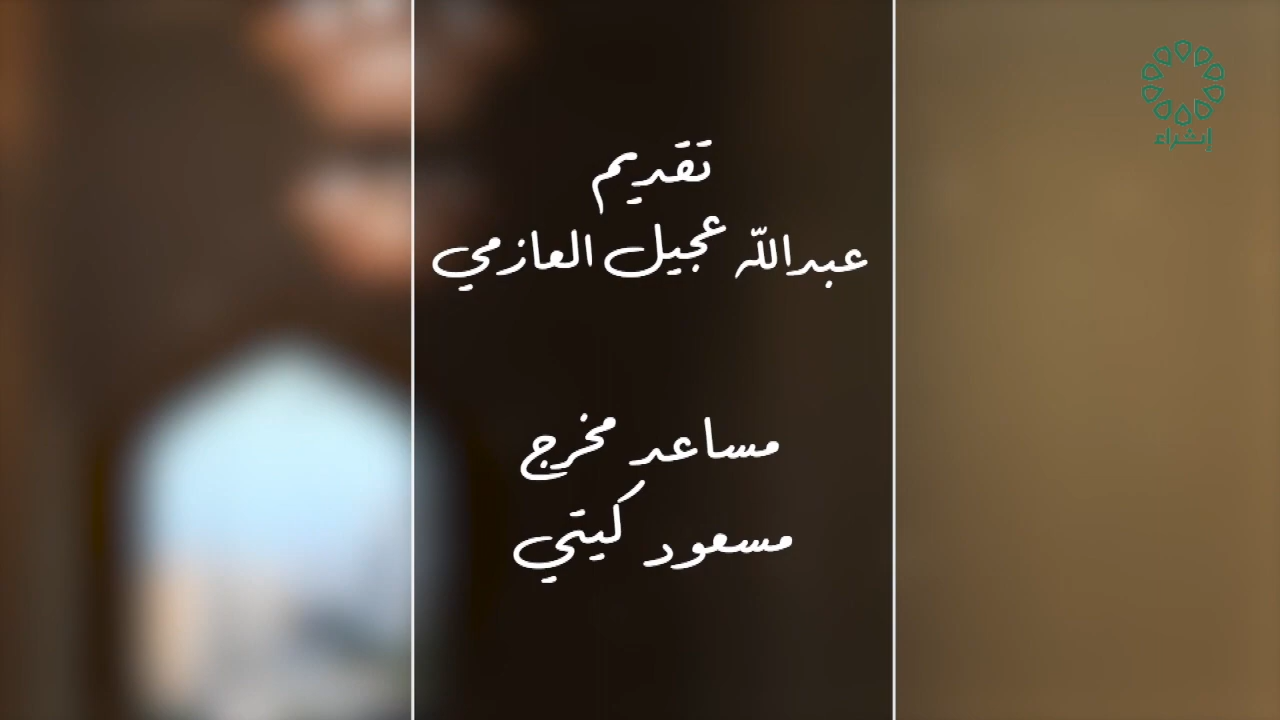 إثراء
تقديم
عبدالله عجيل العازمي
مساعد مخرج
مسعود كيتي